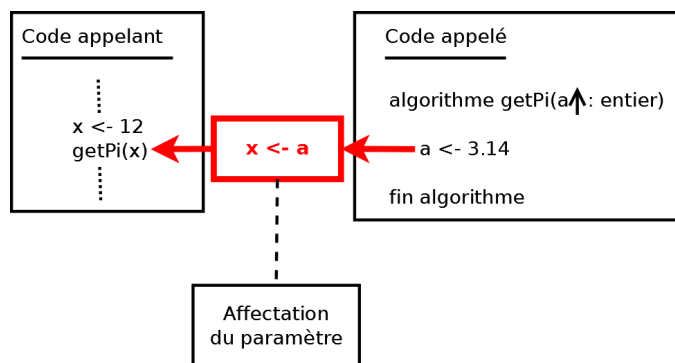 Code appelant
x <- 12
getPi(x)
x <- a
Code appelé
algorithme getPi(a↑: entier)
a <- 3.14
fin algorithme
Affectation
du paramètre